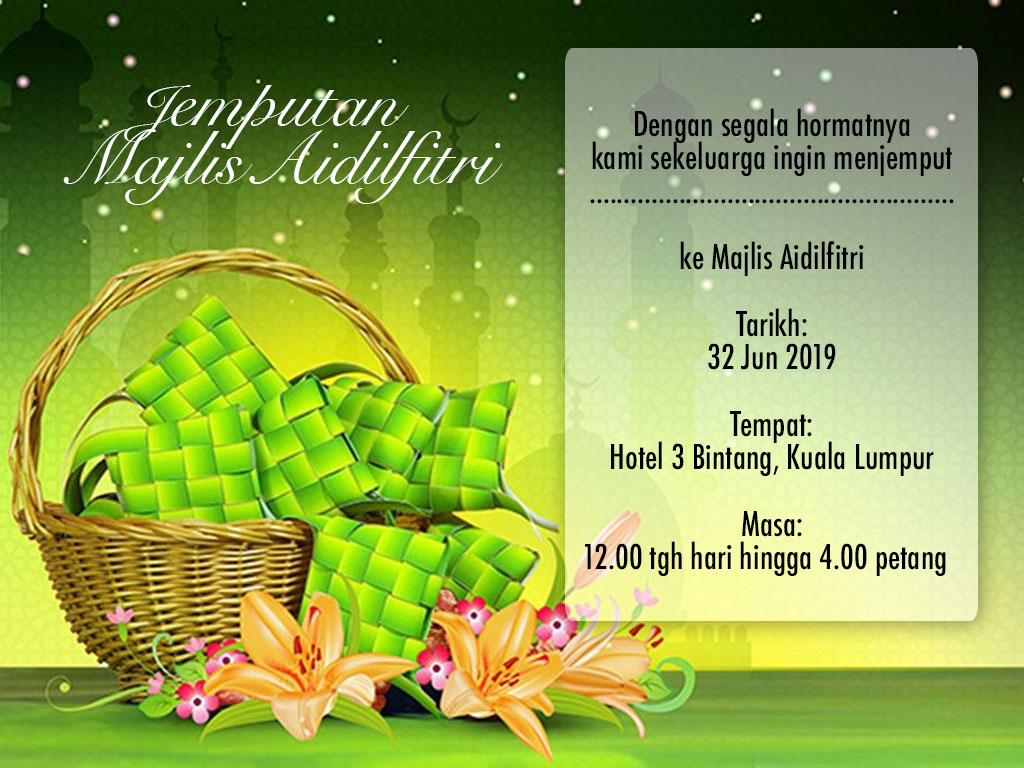 Jemputan
Majlis Aidilfitri
Dengan segala hormatnya
kami sekeluarga ingin menjemput
......................................................
ke Majlis Aidilfitri
Tarikh:
32 Jun 2019
Tempat:
Hotel 3 Bintang, Kuala Lumpur
Masa:
12.00 tgh hari hingga 4.00 petang